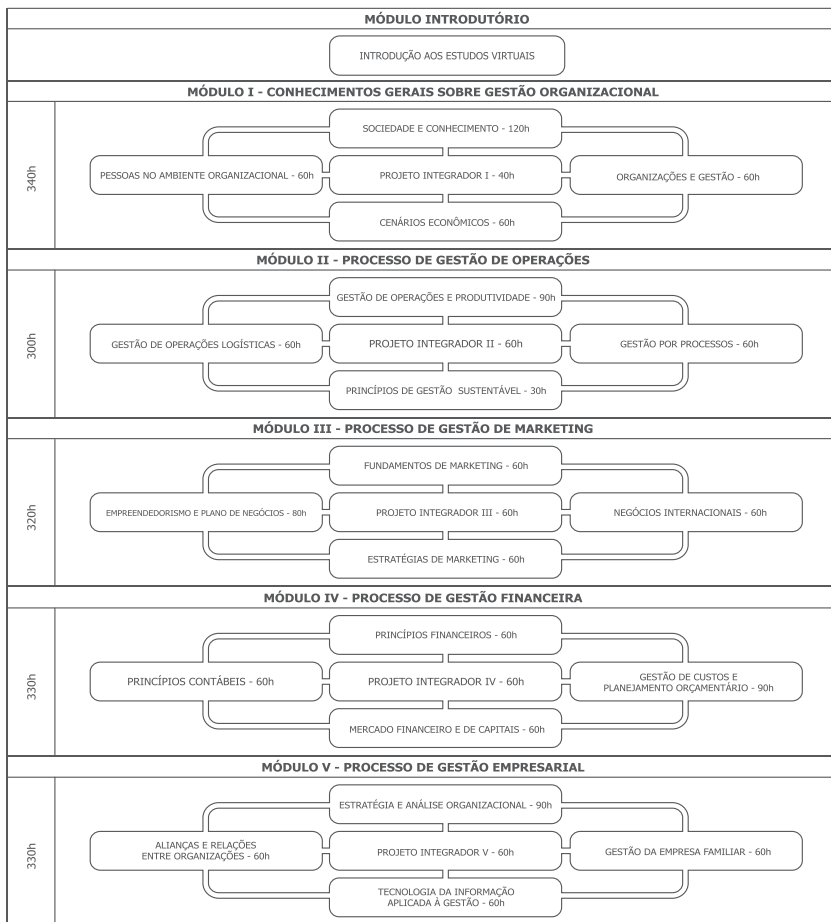 MÓDULO INTRODUTÓRIO
INTRODUÇÃO AOS ESTUDOS VIRTUAIS
MÓDULO I - CONHECIMENTOS GERAIS SOBRE GESTÃO ORGANIZACIONAL
340h
SOCIEDADE E CONHECIMENTO - 120h
PESSOAS NO AMBIENTE ORGANIZACIONAL - 60h
PROJETO INTEGRADOR I - 40h
ORGANIZAÇÕES E GESTÃO - 60h
CENÁRIOS ECONÔMICOS - 60h
MÓDULO II - PROCESSO DE GESTÃO DE OPERAÇÕES
300h
GESTÃO DE OPERAÇÕES E PRODUTIVIDADE - 90h
GESTÃO DE OPERAÇÕES LOGÍSTICAS - 60h
PROJETO INTEGRADOR II - 60h
GESTÃO POR PROCESSOS - 60h
PRINCÍPIOS DE GESTÃO SUSTENTÁVEL - 30h
MÓDULO III - PROCESSO DE GESTÃO DE MARKETING
320h
FUNDAMENTOS DE MARKETING - 60h
EMPREENDEDORISMO E PLANO DE NEGÓCIOS - 80h
PROJETO INTEGRADOR III - 60h
NEGÓCIOS INTERNACIONAIS - 60h
ESTRATÉGIAS DE MARKETING - 60h
MÓDULO IV - PROCESSO DE GESTÃO FINANCEIRA
330h
PRINCÍPIOS FINANCEIROS - 60h
PRINCÍPIOS CONTÁBEIS - 60h
PROJETO INTEGRADOR IV - 60h
GESTÃO DE CUSTOS E
PLANEJAMENTO ORÇAMENTÁRIO - 90h
MERCADO FINANCEIRO E DE CAPITAIS - 60h
MÓDULO V - PROCESSO DE GESTÃO EMPRESARIAL
330h
ESTRATÉGIA E ANÁLISE ORGANIZACIONAL - 90h
ALIANÇAS E RELAÇÕES
ENTRE ORGANIZAÇÕES - 60h
PROJETO INTEGRADOR V - 60h
GESTÃO DA EMPRESA FAMILIAR - 60h
TECNOLOGIA DA INFORMAÇÃO
APLICADA À GESTÃO - 60h